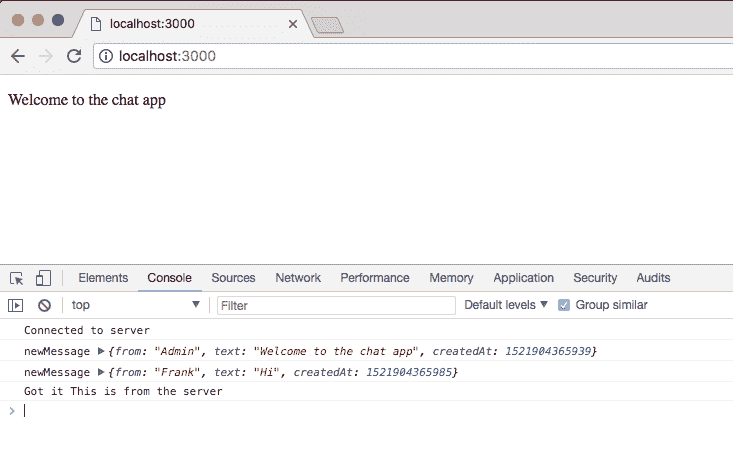 localhost:3000
localhost:3000
Welcome to the chat app
Elements Console Sources Network Performance Memory Application Security Audits
top Filter Default levels Group similar
Connected to server
newMessage {from: "Admin", text: "Welcome to the chat app", createdAt: 1521904365939}
newMessage {from: "Frank", text: "Hi", createdAt: 1521904365985}
Got it This is from the server